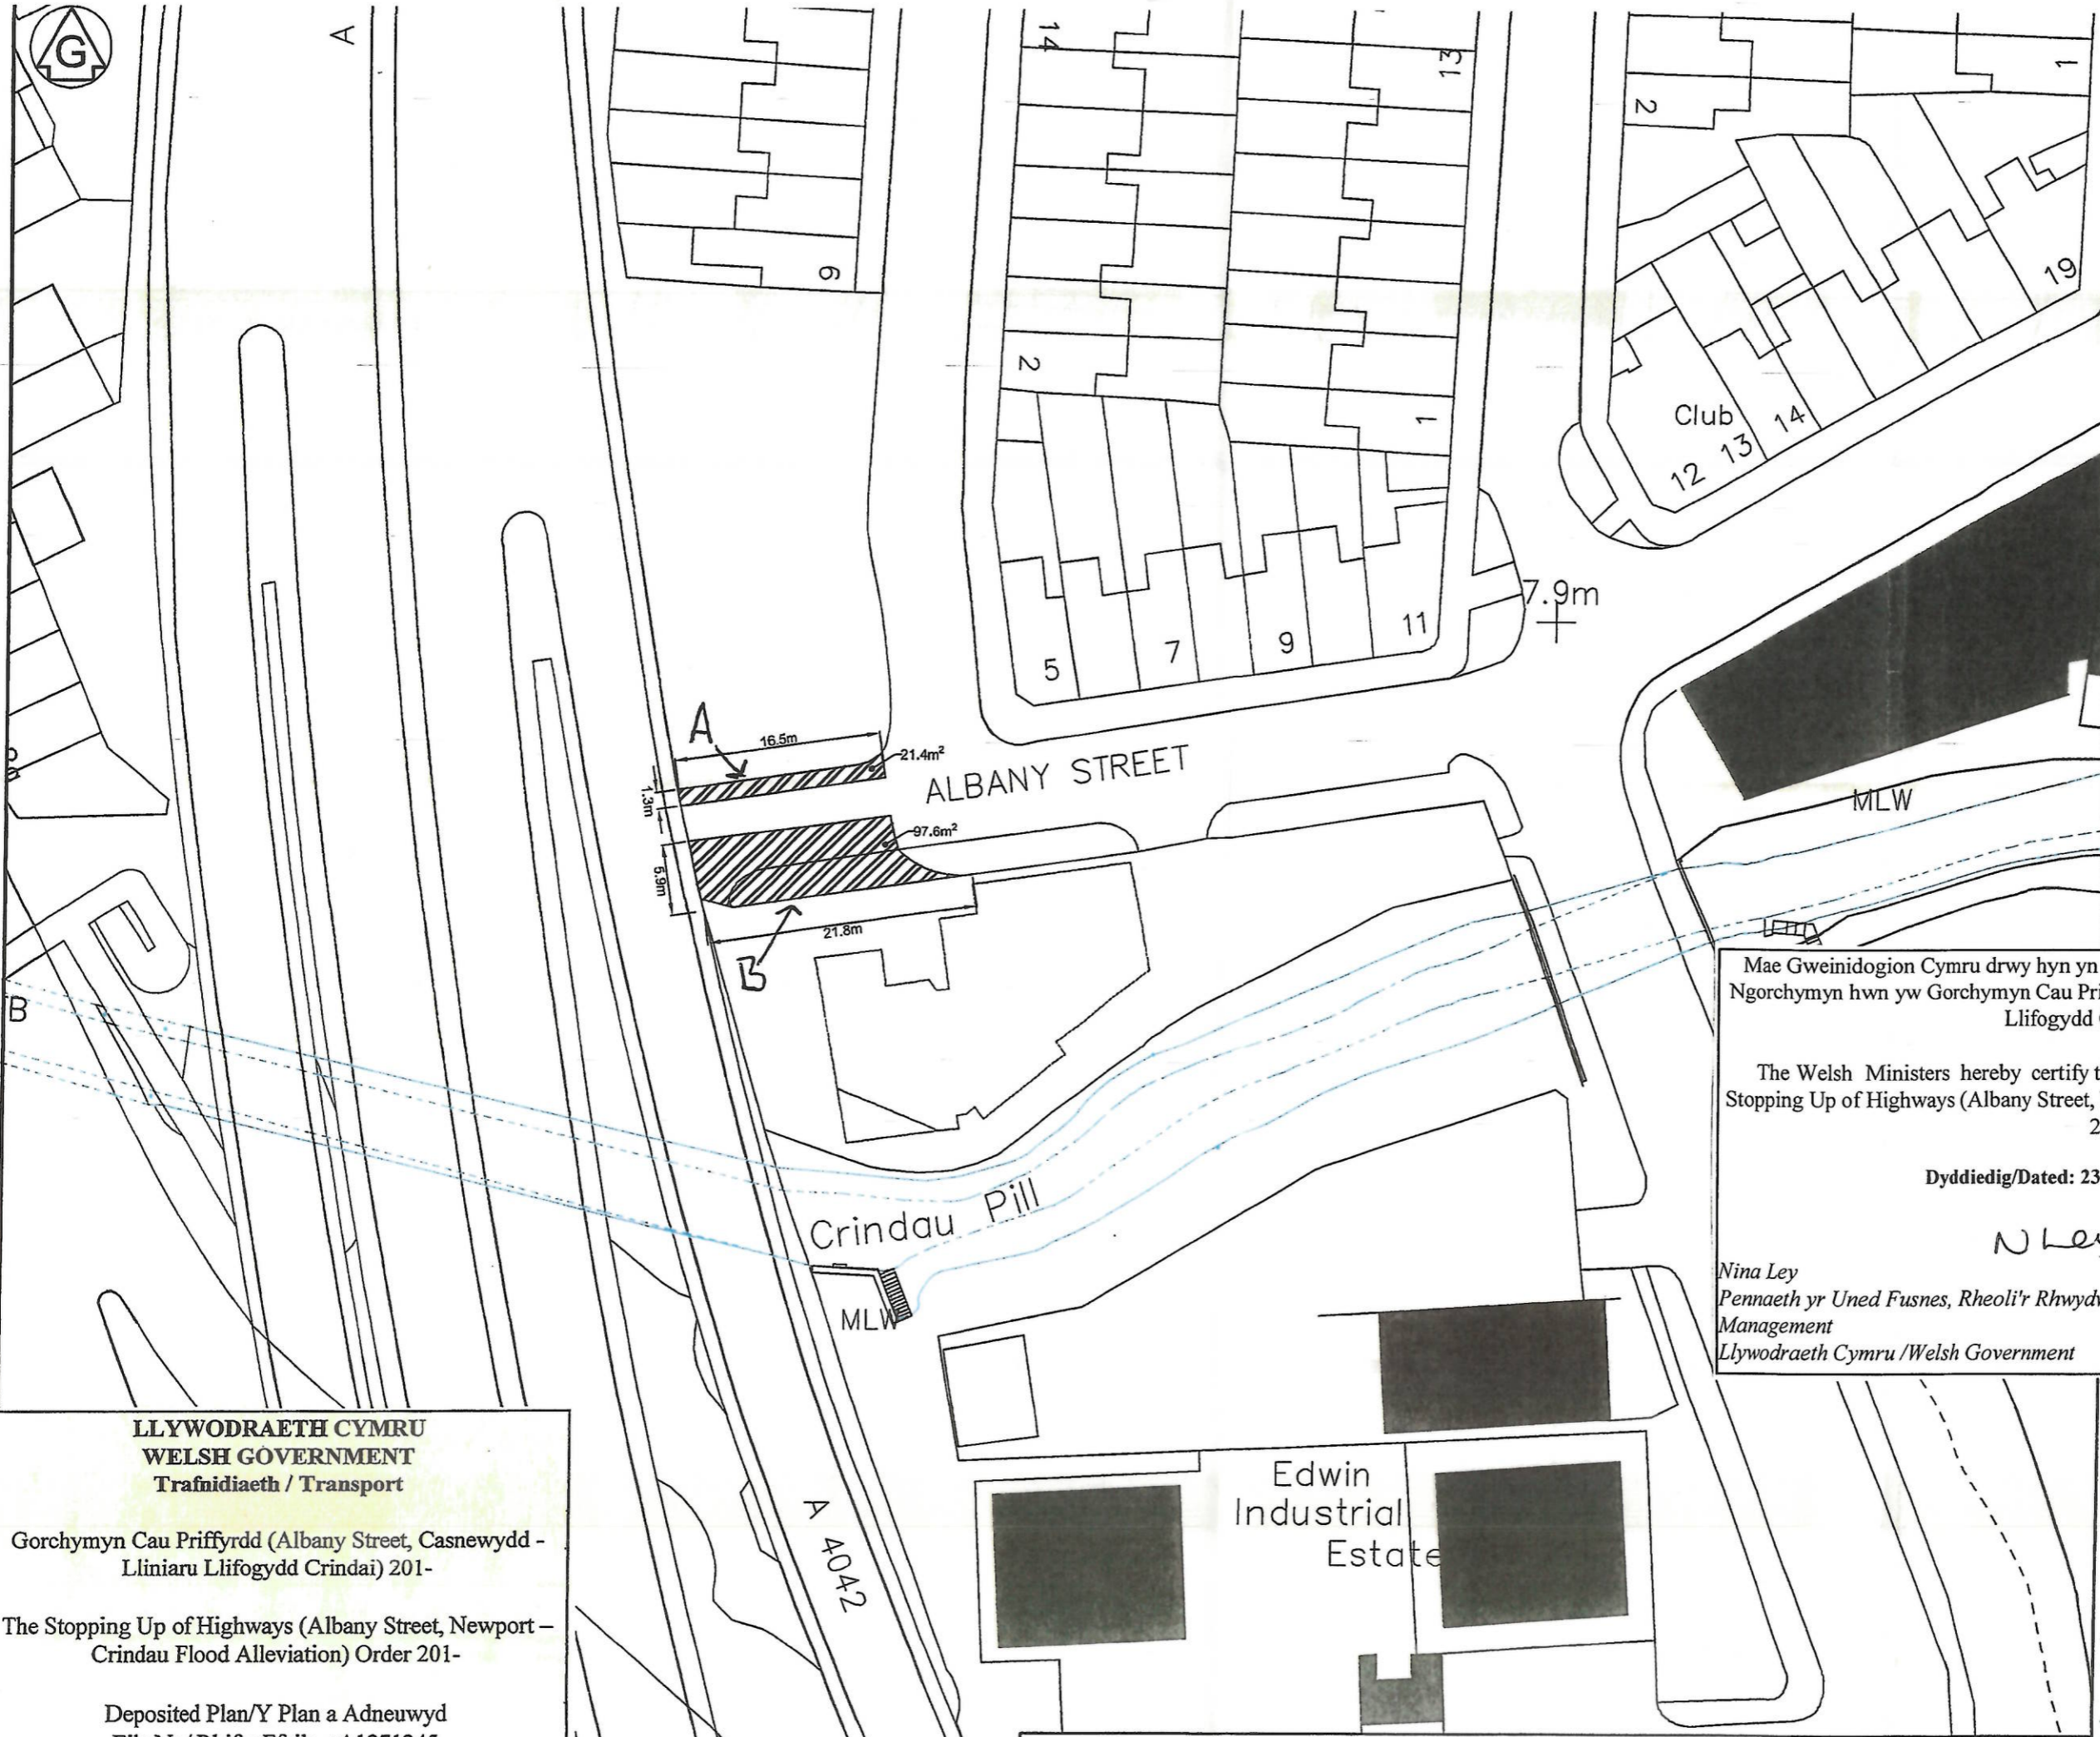 G
A
14
13
2
1
6
19
2
1
Club
12
13
14
5
7
9
11
7.9m
A
16.5m
21.4m²
1.3m
ALBANY STREET
97.6m²
5.9m
21.8m
B
MLW
B
Crindau Pill
MLW
Mae Gweinidogion Cymru drwy hyn yn
Ngorchymyn hwn yw Gorchymyn Cau Pri
Llifogydd
The Welsh Ministers hereby certify t
Stopping Up of Highways (Albany Street,
2
Dyddiedig/Dated: 23
N Ley
Nina Ley
Pennaeth yr Uned Fusnes, Rheoli'r Rhwydw
Management
Llywodraeth Cymru /Welsh Government
LLYWODRAETH CYMRU
WELSH GOVERNMENT
Trafnidiaeth / Transport
Gorchymyn Cau Priffyrdd (Albany Street, Casnewydd -
Lliniaru Llifogydd Crindai) 201-
The Stopping Up of Highways (Albany Street, Newport –
Crindau Flood Alleviation) Order 201-
Deposited Plan/Y Plan a Adneuwyd
A 4042
Edwin
Industrial
Estate